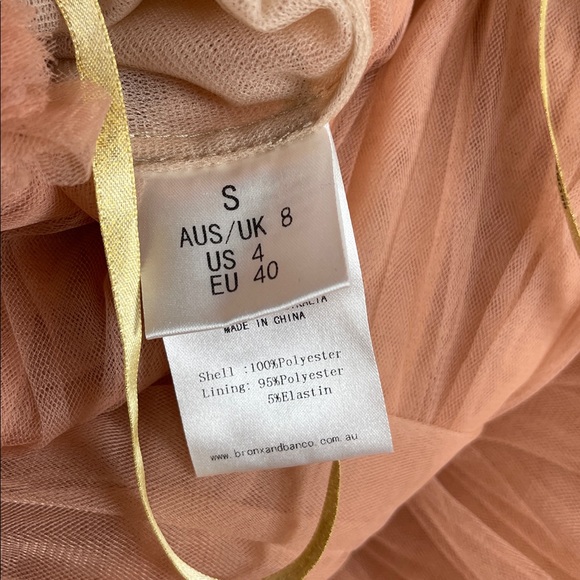 S
AUS/UK 8
US 4
EU 40
MADE IN CHINA
Shell :100%Polyester
Lining: 95%Polyester
5%Elastin
www.bronxandbanco.com.au.